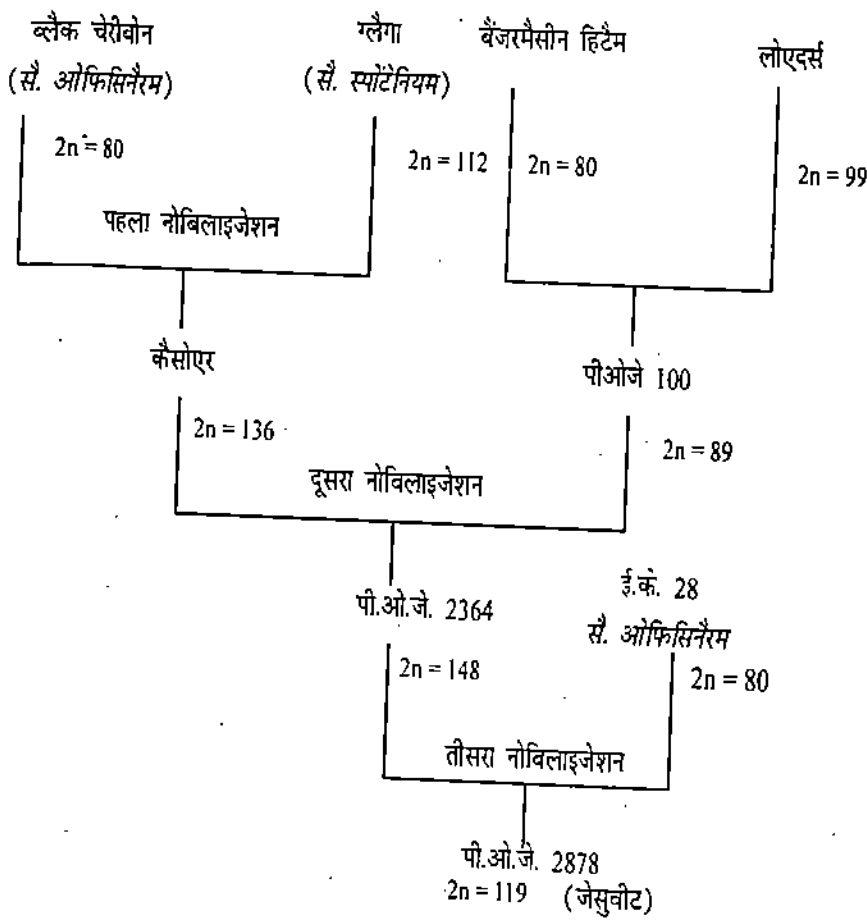 ब्लैक चेरीवोन
(सै. ओफिसिनैरम)
ग्लैगा
(सै. स्पोंटेनियम)
बैंजरमैसीन हिटैम
लोएदर्स
2n = 80
2n = 112
2n = 80
2n = 99
पहला नोबिलाइजेशन
कैसोएर
पीओजे 100
2n = 136
2n = 89
दूसरा नोविलाइजेशन
पी.ओ.जे. 2364
ई.के. 28
सै. ओफिसिनैरम
2n = 148
2n = 80
तीसरा नोविलाइजेशन
पी.ओ.जे. 2878
2n = 119 (जेसुवीट)